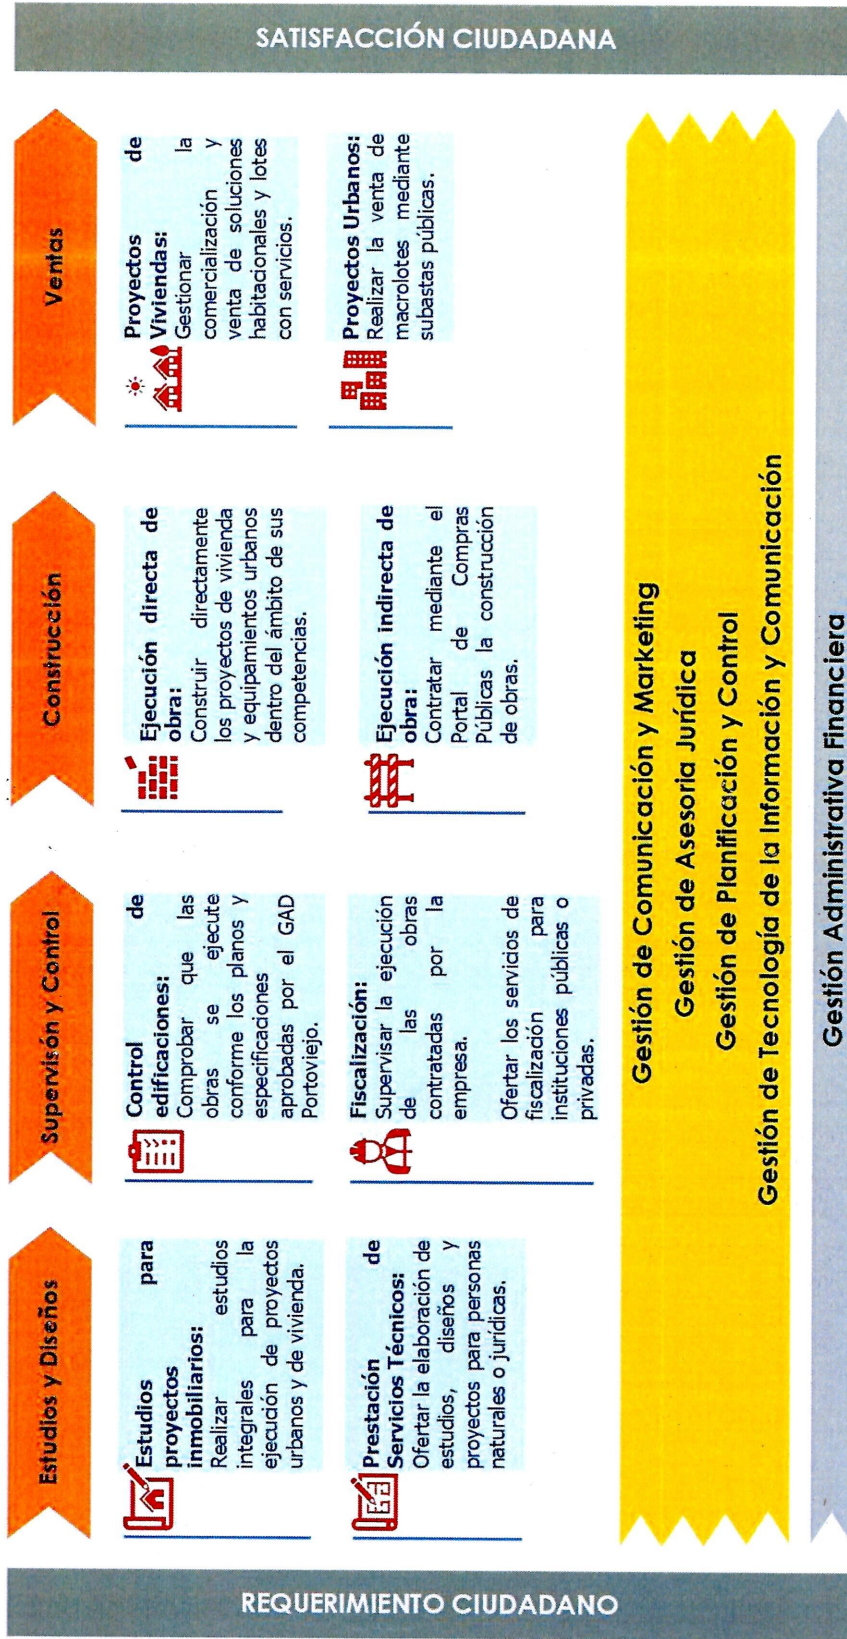 REQUERIMIENTO CIUDADANO
Estudios y Diseños
Estudios para
proyectos
inmobiliarios:
Realizar estudios
integrales para la
ejecución de proyectos
urbanos y de vivienda.
Prestación de
Servicios Técnicos:
Ofertar la elaboración de
estudios, diseños y
proyectos para personas
naturales o jurídicas.
Supervisón y Control
Control de
edificaciones:
Comprobar que las
obras se ejecute
conforme los planos y
especificaciones
aprobadas por el GAD
Portoviejo.
Fiscalización:
Supervisar la ejecución
de las obras
contratadas por la
empresa.
Ofertar los servicios de
fiscalización para
instituciones públicas o
privadas.
Construcción
Ejecución directa de
obra:
Construir directamente
los proyectos de vivienda
y equipamientos urbanos
dentro del ámbito de sus
competencias.
Ejecución indirecta de
obra:
Contratar mediante el
Portal de Compras
Públicas la construcción
de obras.
Ventas
Proyectos de
Viviendas:
Gestionar la
comercialización y
venta de soluciones
habitacionales y lotes
con servicios.
Proyectos Urbanos:
Realizar la venta de
macrolotes mediante
subastas públicas.
Gestión de Comunicación y Marketing
Gestión de Asesoria Jurídica
Gestión de Planificación y Control
Gestión de Tecnología de la Información y Comunicación
Gestión Administrativa Financiera
SATISFACCIÓN CIUDADANA